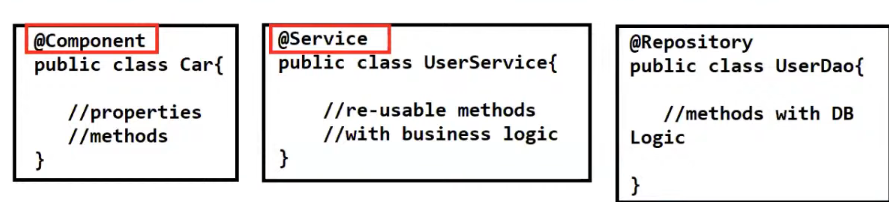 @Component
public class Car{
//properties
//methods
}
@Service
public class UserService{
//re-usable methods
//with business logic
}
@Repository
public class UserDao{
//methods with DB
Logic
}